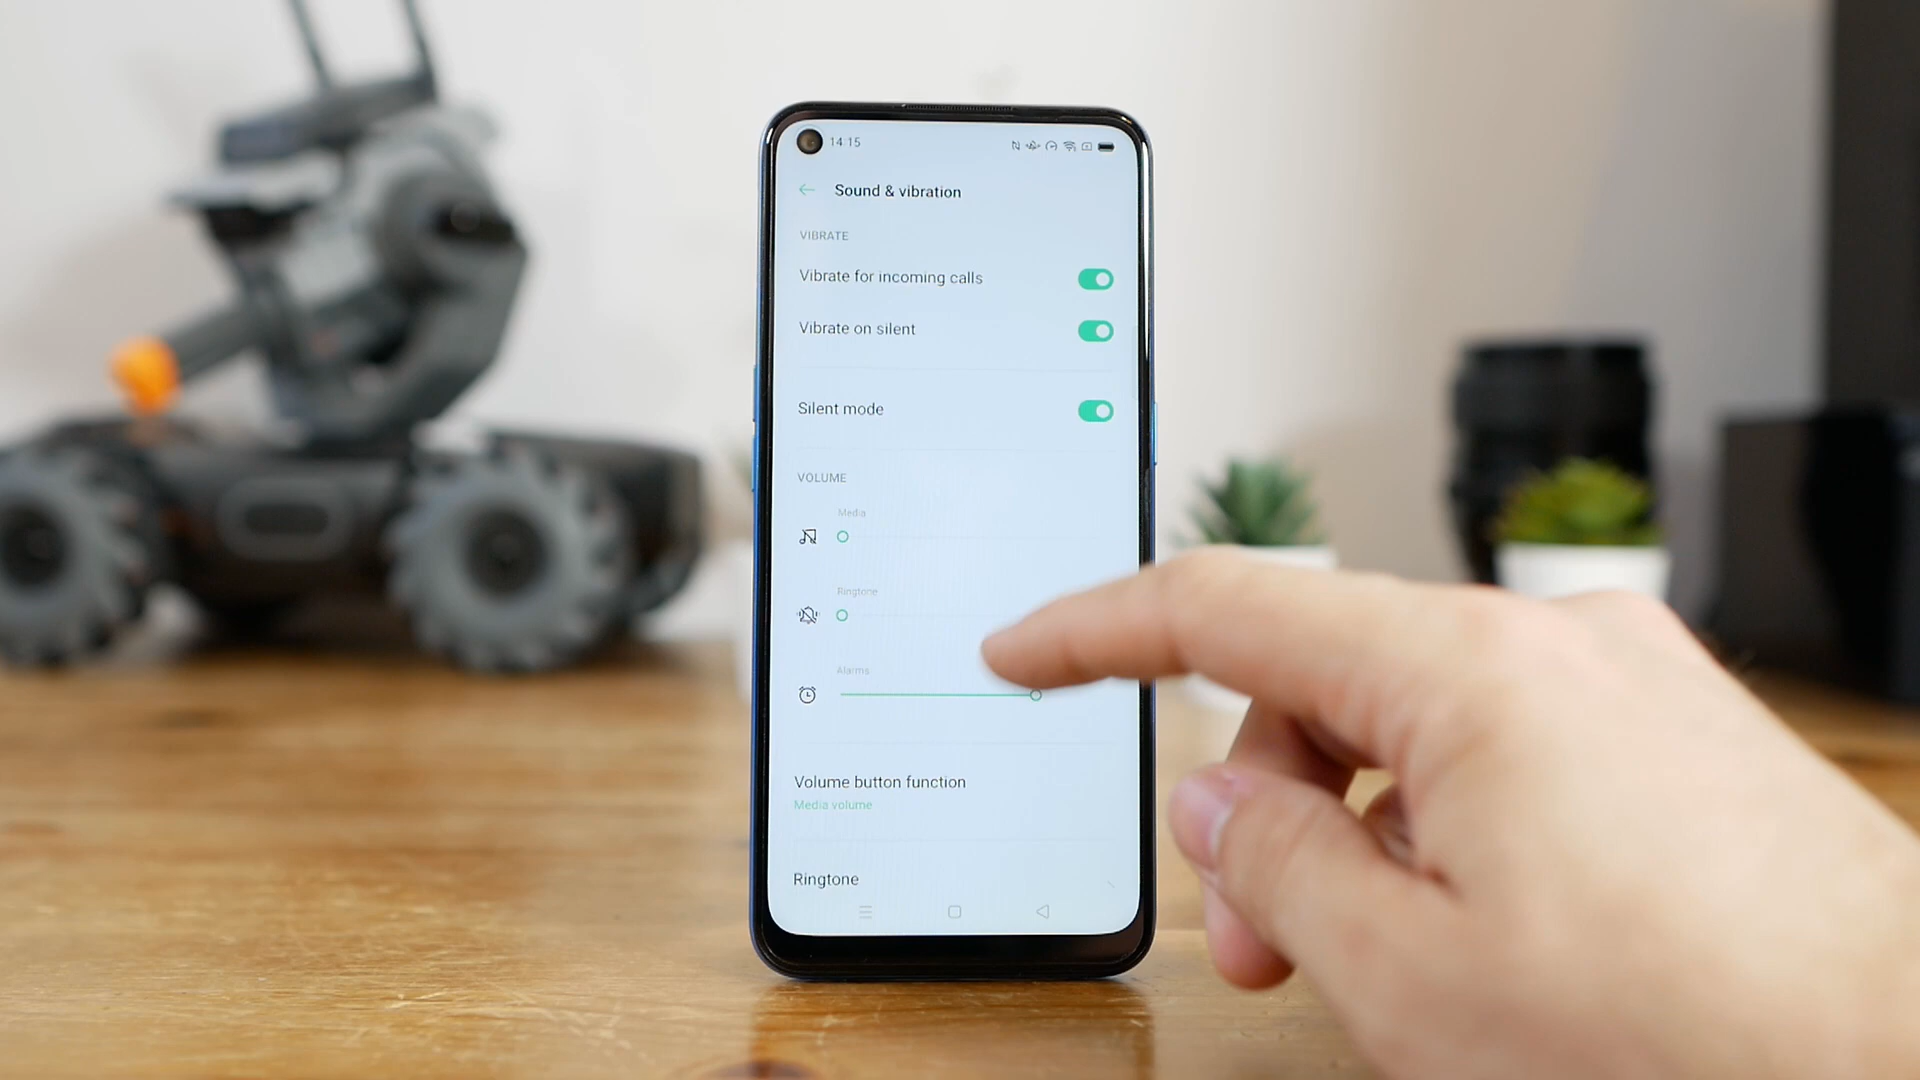 14:15
Sound & vibration
VIBRATE
Vibrate for incoming calls
Vibrate on silent
Silent mode
VOLUME
Media
Ringtone
Alarms
Volume button function
Media volume
Ringtone